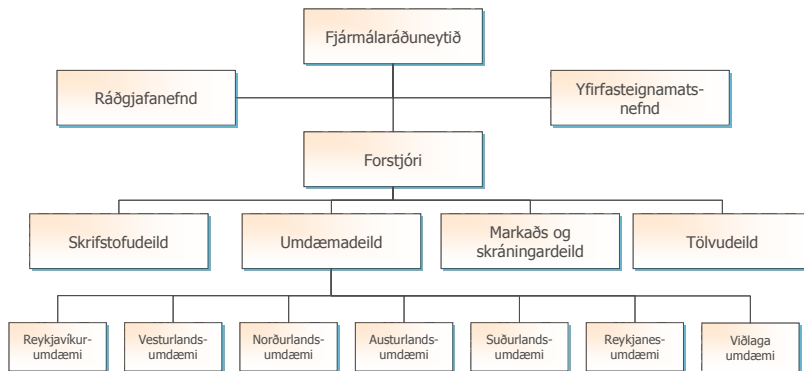 Fjármálaráðuneytið
Ráðgjafanefnd
Yfirfasteignamats-
nefnd
Forstjóri
Skrifstofudeild
Umdæmadeild
Markaðs og
skráningardeild
Tölvudeild
Reykjavíkur-
umdæmi
Vesturlands-
umdæmi
Norðurlands-
umdæmi
Austurlands-
umdæmi
Suðurlands-
umdæmi
Reykjanes-
umdæmi
Viðlaga
umdæmi